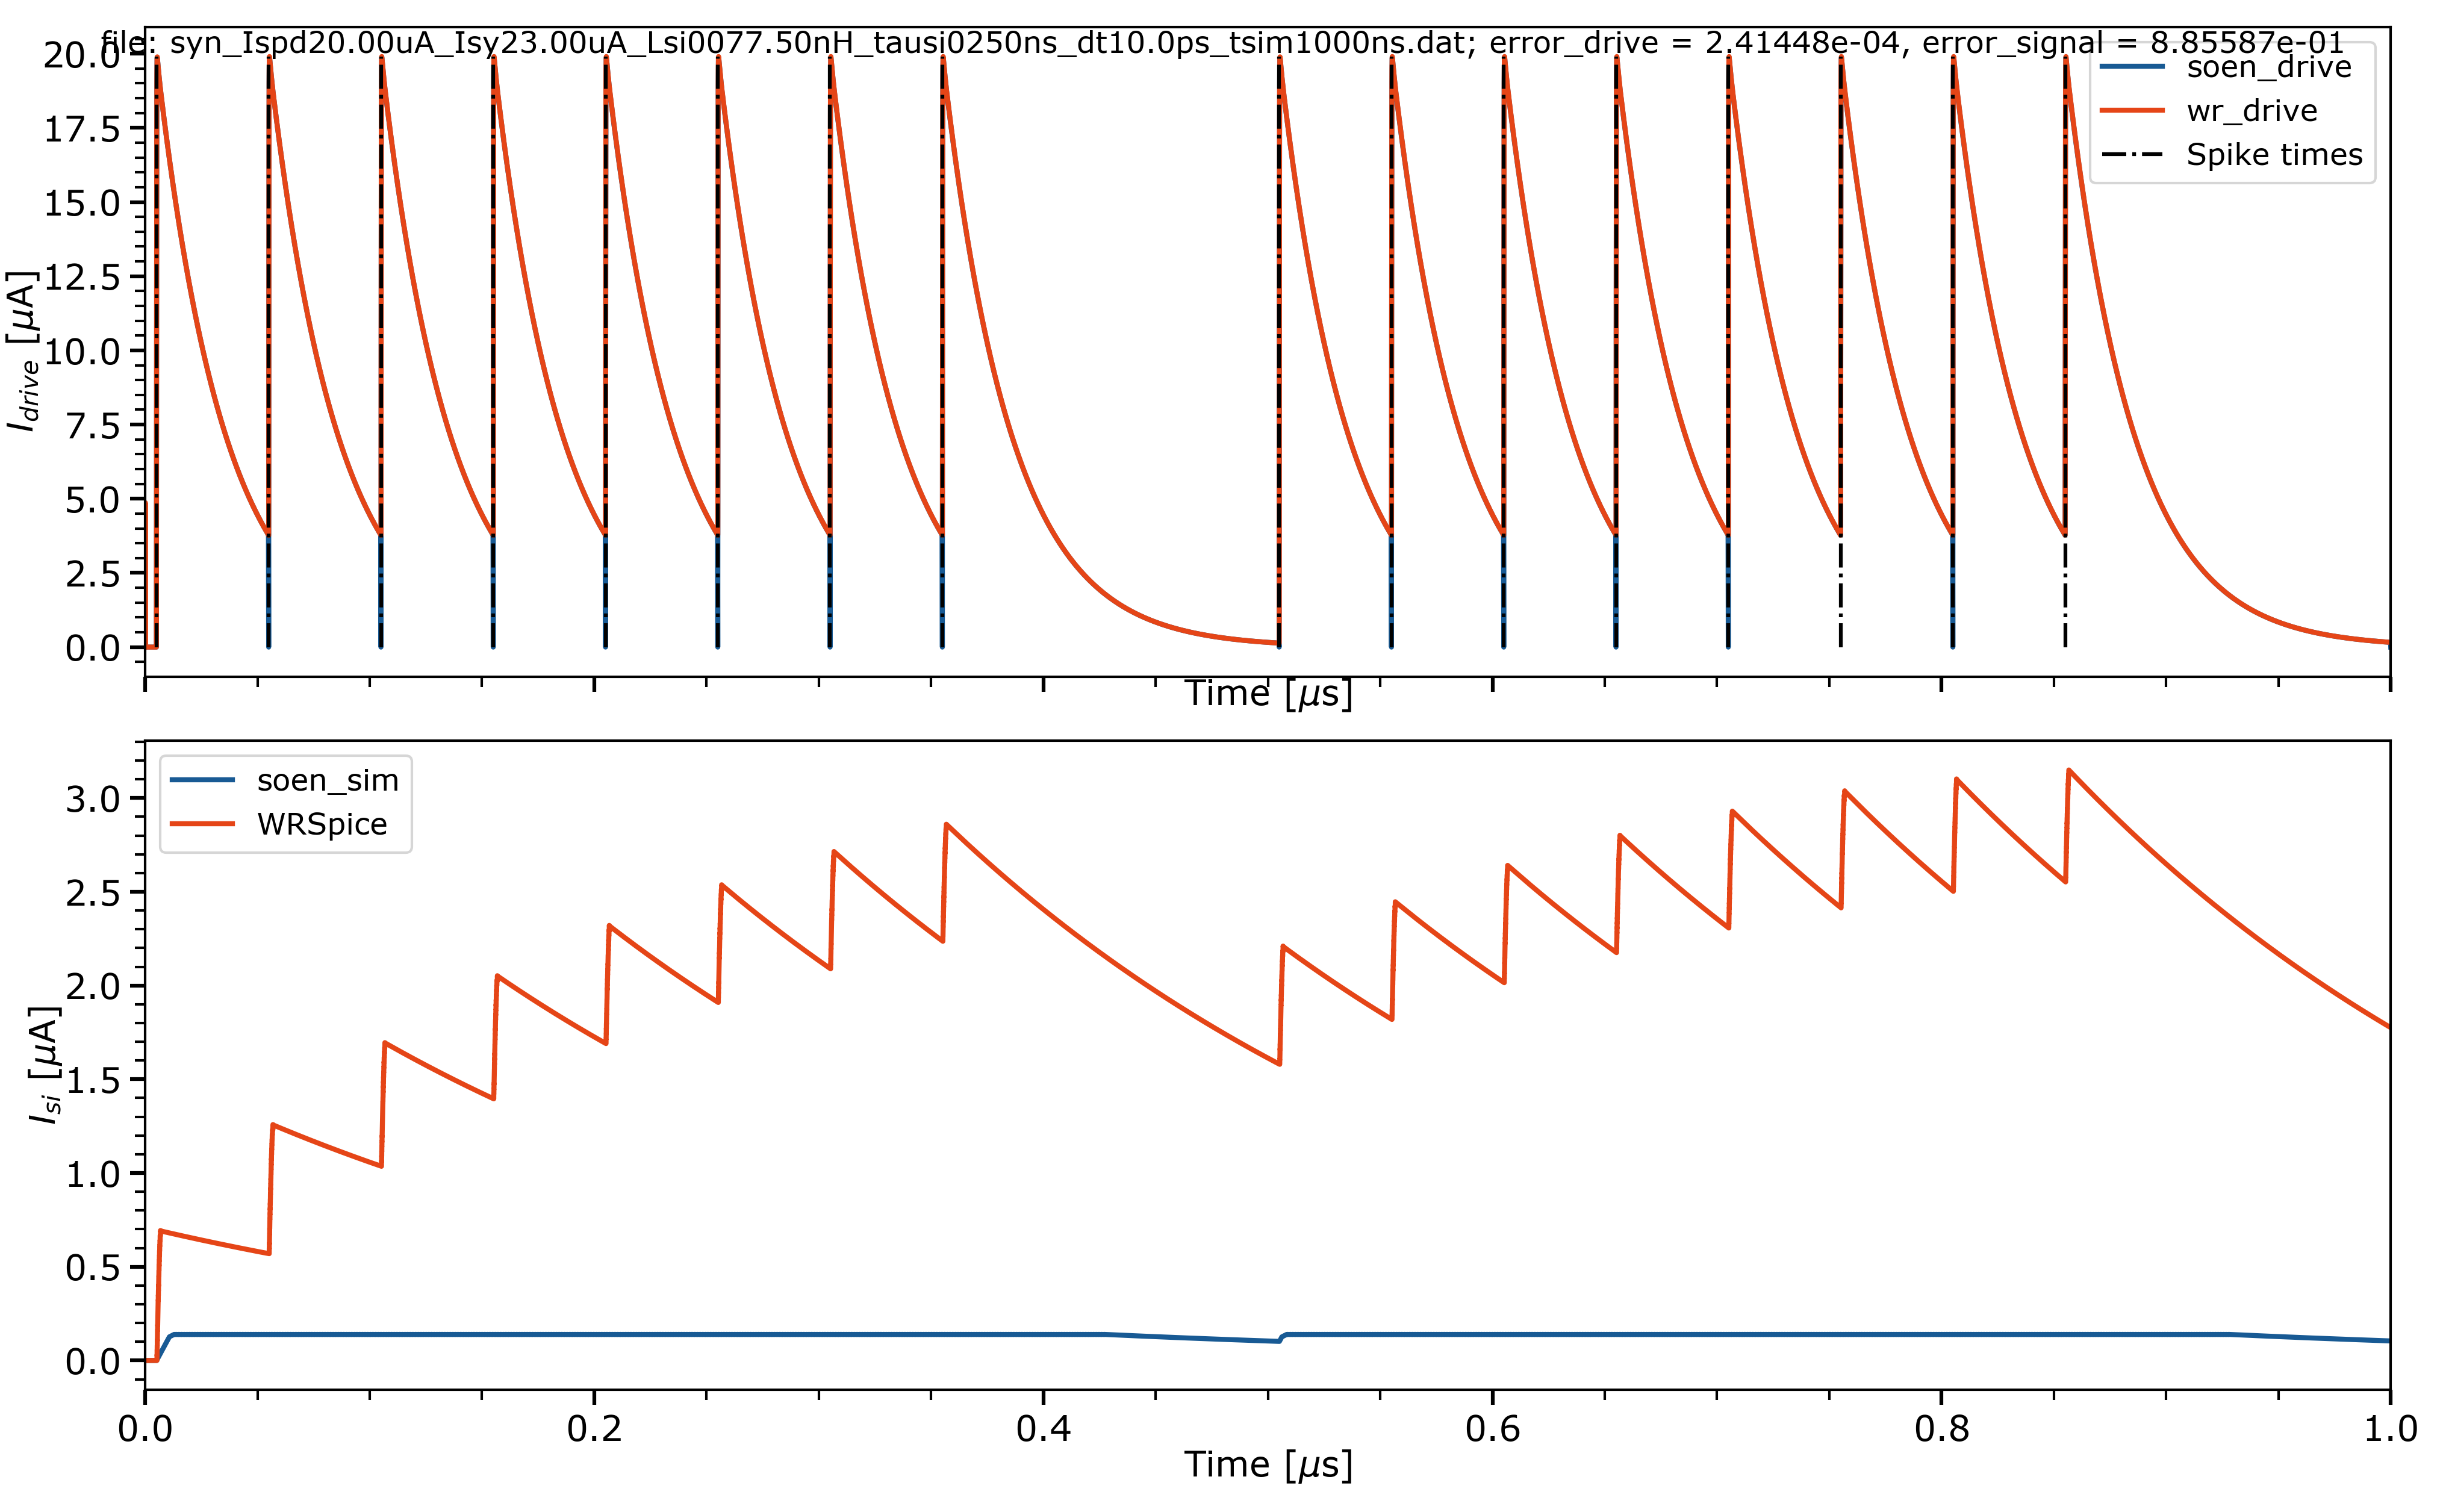 file: syn_Ispd20.00uA_Isy23.00uA_Lsi0077.50nH_tausi0250ns_dt10.0ps_tsim1000ns.dat; error_drive = 2.41448e-04, error_signal = 8.85587e-01
20.0
17.5
15.0
12.5
10.0
7.5
5.0
2.5
0.0
I_drive [μA]
soen_drive
wr_drive
Spike times
Time [μs]
3.0
2.5
2.0
1.5
1.0
0.5
0.0
I_si [μA]
soen_sim
WRSpice
0.0 0.2 0.4 0.6 0.8 1.0
Time [μs]